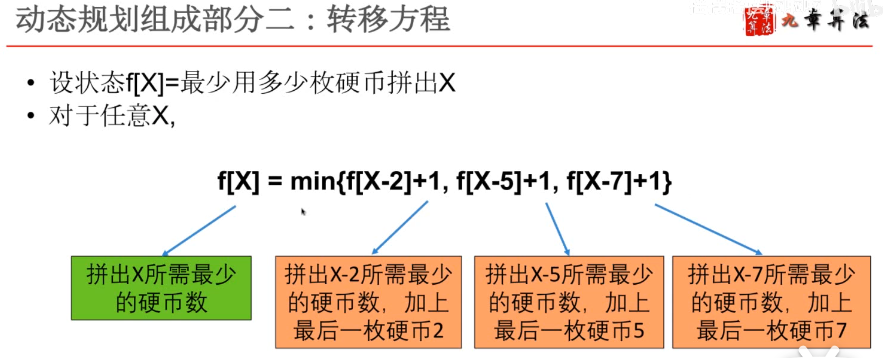 动态规划组成部分二：转移方程
九章算法
• 设状态f[X]=最少用多少枚硬币拼出X
• 对于任意X,
f[X] = min{f[X-2]+1, f[X-5]+1, f[X-7]+1}
拼出X所需最少
的硬币数
拼出X-2所需最少
的硬币数，加上
最后一枚硬币2
拼出X-5所需最少
的硬币数，加上
最后一枚硬币5
拼出X-7所需最少
的硬币数，加上
最后一枚硬币7